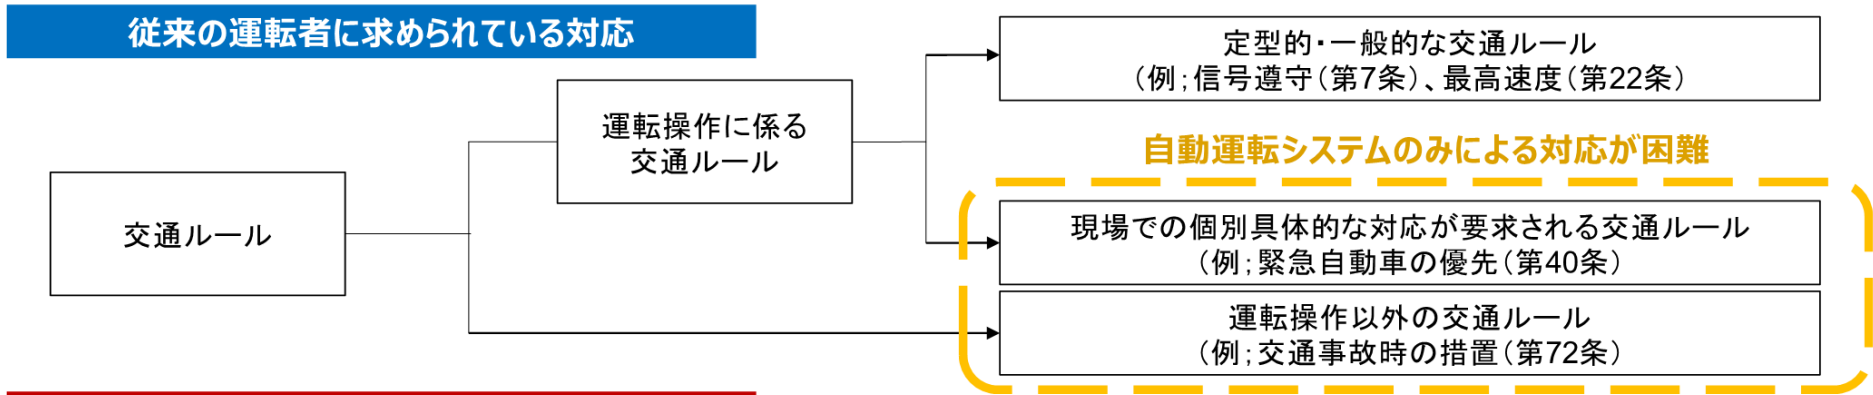 従来の運転者に求められている対応
定型的・一般的な交通ルール
（例；信号遵守（第7条）、最高速度（第22条）
運転操作に係る
交通ルール
自動運転システムのみによる対応が困難
交通ルール
現場での個別具体的な対応が要求される交通ルール
（例；緊急自動車の優先（第40条）
運転操作以外の交通ルール
（例；交通事故時の措置（第72条）